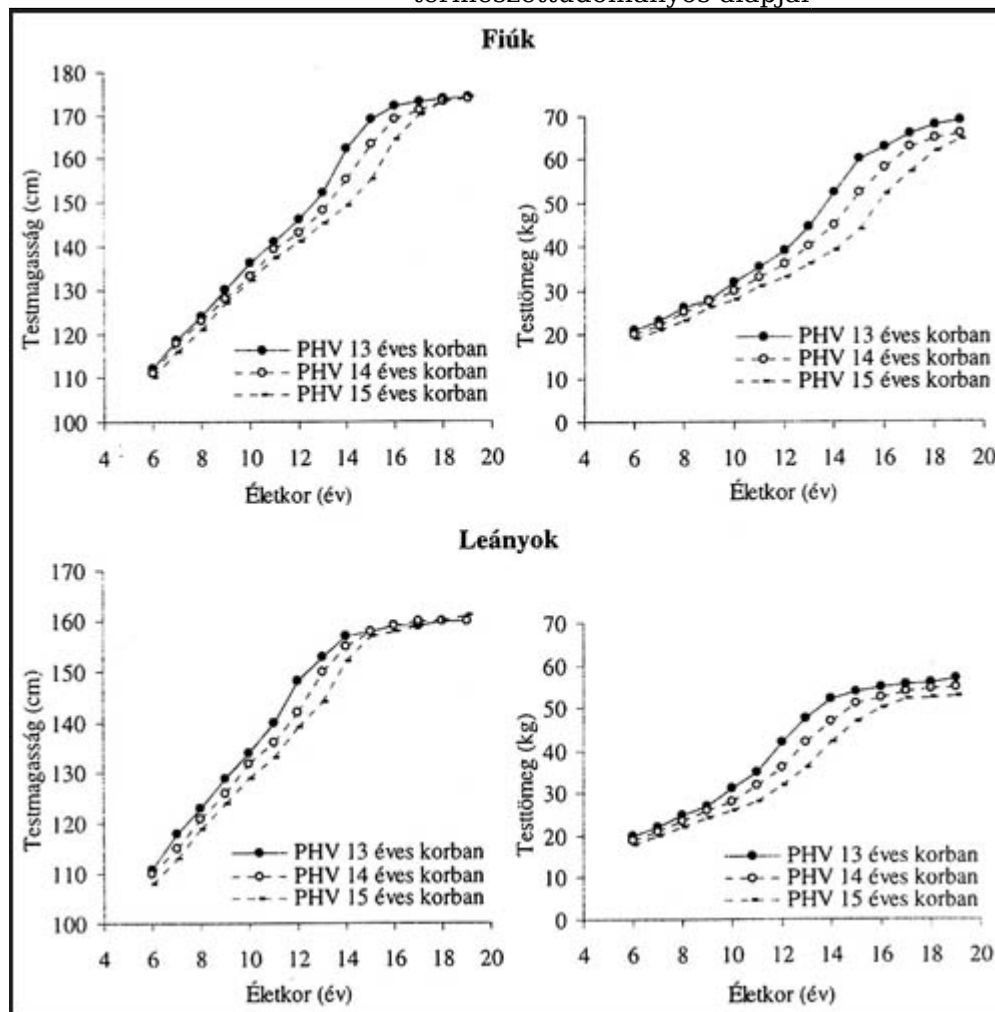 természettudományos alapjai
Fiúk
180
170
160
150
140
130
120
110
100
Testmagasság (cm)
PHV 13 éves korban
PHV 14 éves korban
PHV 15 éves korban
4 6 8 10 12 14 16 18 20
Életkor (év)
70
60
50
40
30
20
10
0
Testtömeg (kg)
PHV 13 éves korban
PHV 14 éves korban
PHV 15 éves korban
4 6 8 10 12 14 16 18 20
Életkor (év)
Leányok
170
160
150
140
130
120
110
100
Testmagasság (cm)
PHV 13 éves korban
PHV 14 éves korban
PHV 15 éves korban
4 6 8 10 12 14 16 18 20
Életkor (év)
70
60
50
40
30
20
10
0
Testtömeg (kg)
PHV 13 éves korban
PHV 14 éves korban
PHV 15 éves korban
4 6 8 10 12 14 16 18 20
Életkor (év)